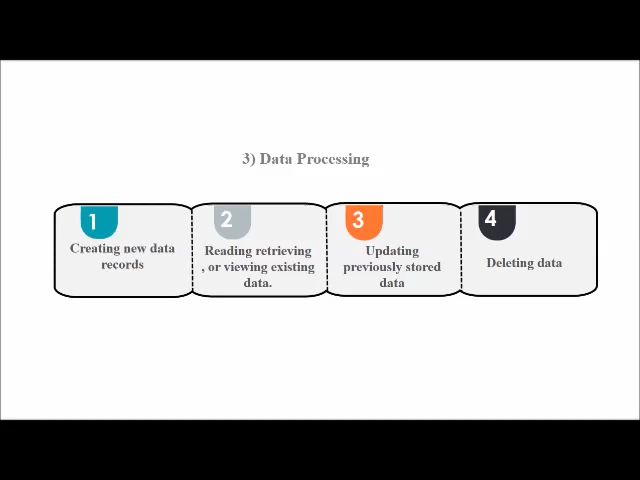 3) Data Processing
1
Creating new data
records
2
Reading retrieving
, or viewing existing
data.
3
Updating
previously stored
data
4
Deleting data